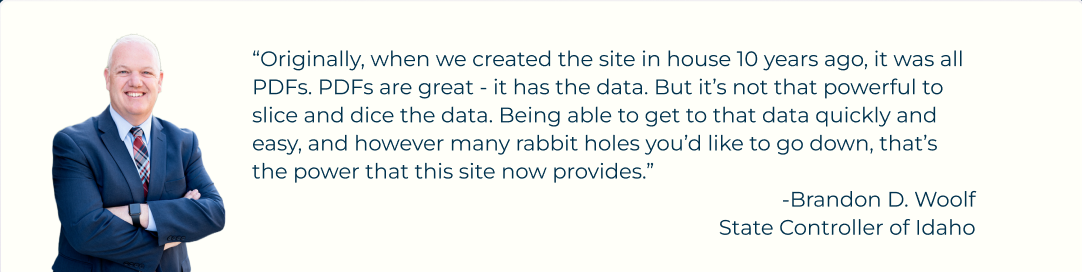 “Originally, when we created the site in house 10 years ago, it was all
PDFs. PDFs are great - it has the data. But it’s not that powerful to
slice and dice the data. Being able to get to that data quickly and
easy, and however many rabbit holes you’d like to go down, that’s
the power that this site now provides.”
-Brandon D. Woolf
State Controller of Idaho